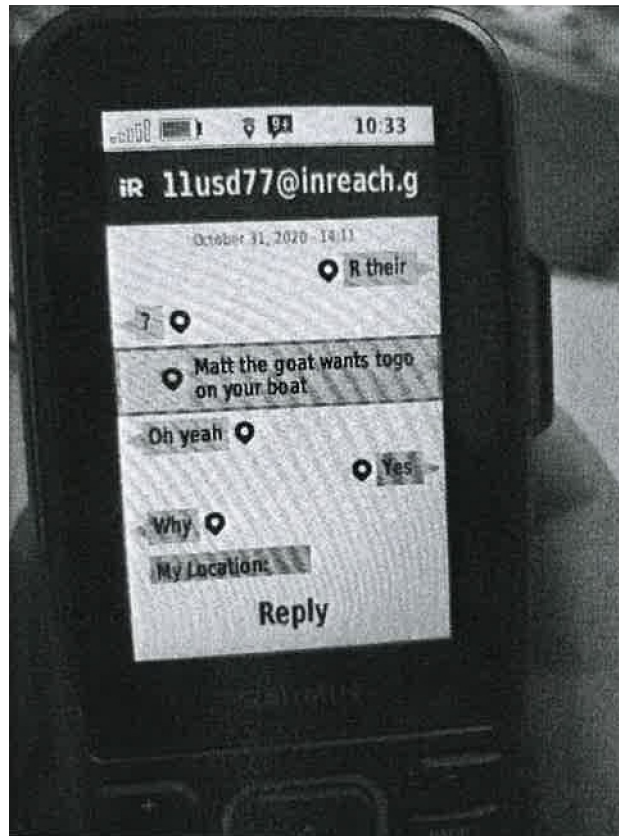 10:33
iR 11usd77@inreach.g
October 31, 2020 - 14:11
R their
?
Matt the goat wants togo
on your boat
Oh yeah
Yes
Why
My Location:
Reply
GARMIN